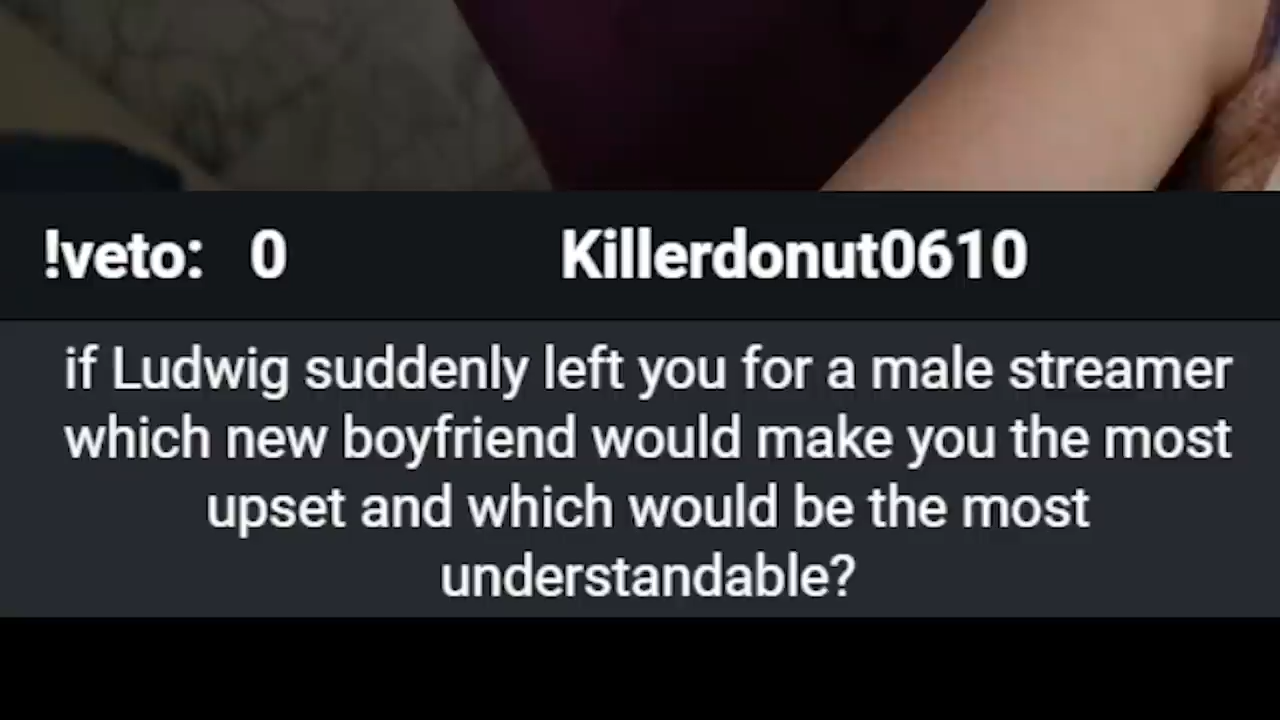 !veto: 0 Killerdonut0610
if Ludwig suddenly left you for a male streamer
which new boyfriend would make you the most
upset and which would be the most
understandable?